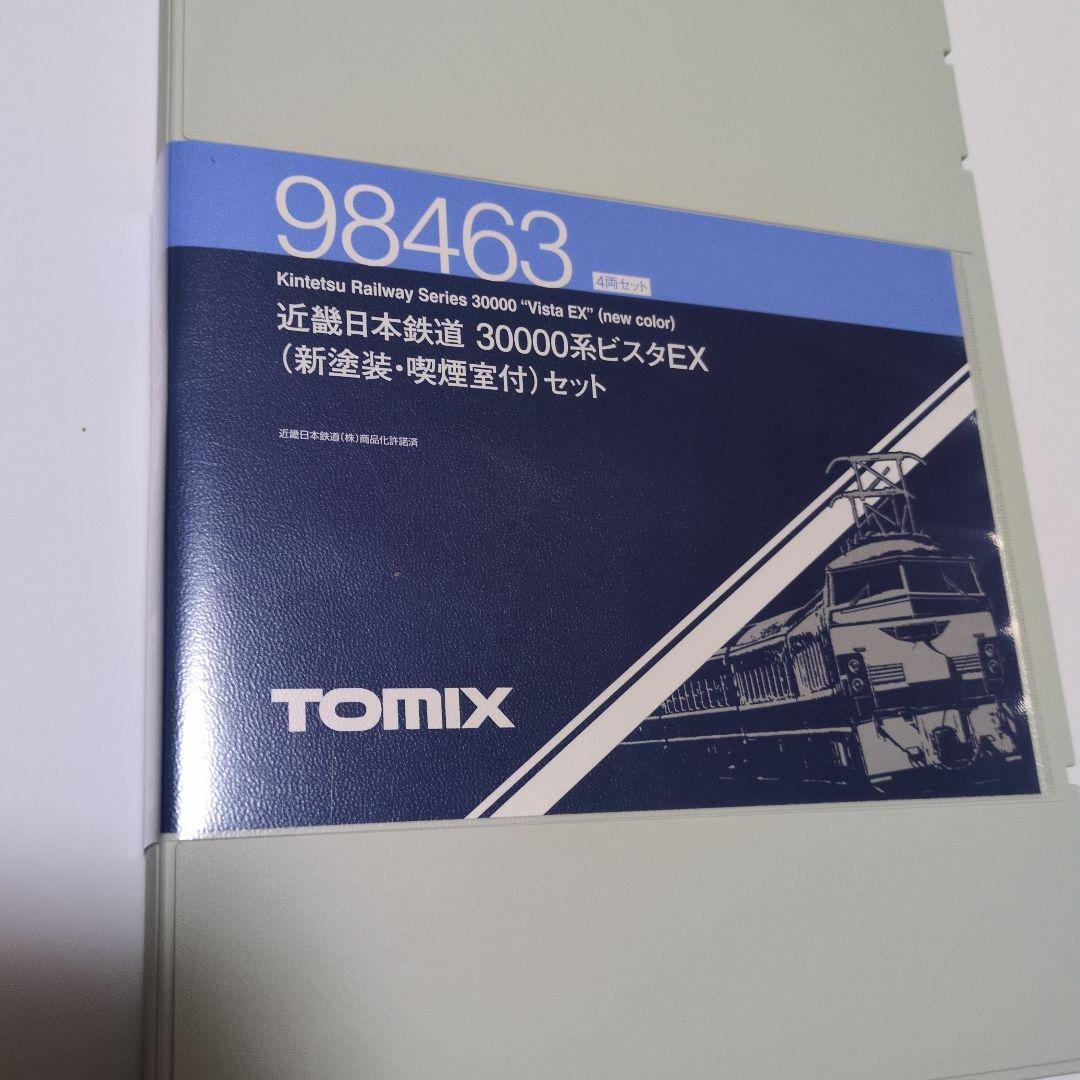 98463
4両セット
Kintetsu Railway Series 30000 “Vista EX” (new color)
近畿日本鉄道 30000系ビスタEX
(新塗装・喫煙室付)セット
近畿日本鉄道(株)商品化許諾済
TOMIX